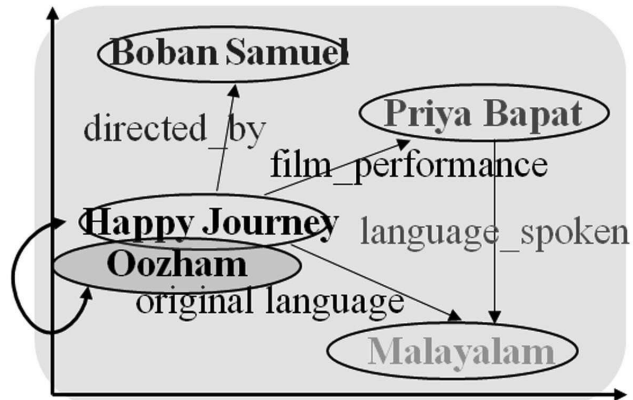 Boban Samuel
Priya Bapat
directed_by
film_performance
Happy Journey
language_spoken
Oozham
original language
Malayalam